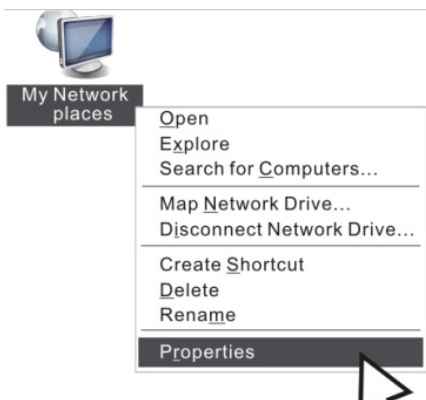 My Network
places
Open
Explore
Search for Computers...
Map Network Drive...
Disconnect Network Drive...
Create Shortcut
Delete
Rename
Properties